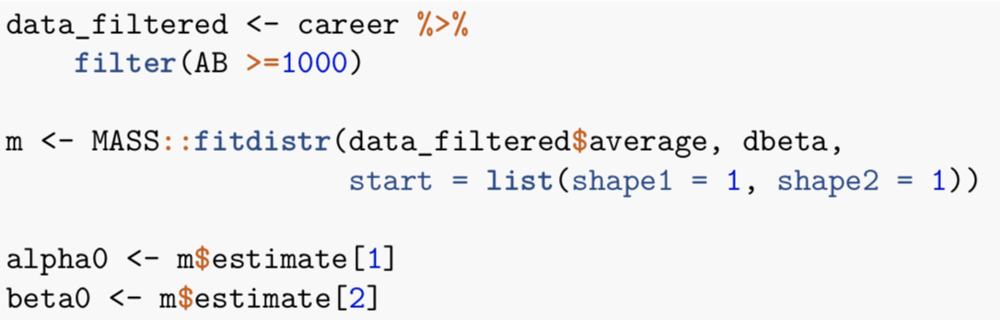 data_filtered <- career %>%
    filter(AB >=1000)

m <- MASS::fitdistr(data_filtered$average, dbeta,
                    start = list(shape1 = 1, shape2 = 1))

alpha0 <- m$estimate[1]
beta0 <- m$estimate[2]